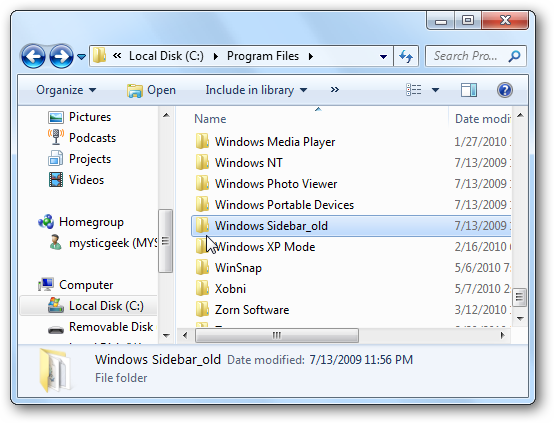 « Local Disk (C:) ▸ Program Files ▸ Search Pro...
Organize Open Include in library »
Pictures
Podcasts
Projects
Videos
Homegroup
mysticgeek (MYS
Computer
Local Disk (C:)
Removable Disk
Name Date modif
Windows Media Player 1/27/2010
Windows NT 7/13/2009
Windows Photo Viewer 7/13/2009
Windows Portable Devices 7/13/2009
Windows Sidebar_old 7/13/2009
Windows XP Mode 2/16/2010
WinSnap 5/6/2010 7:
Xobni 5/7/2010 2:
Zorn Software 3/12/2010
Windows Sidebar_old Date modified: 7/13/2009 11:56 PM
File folder